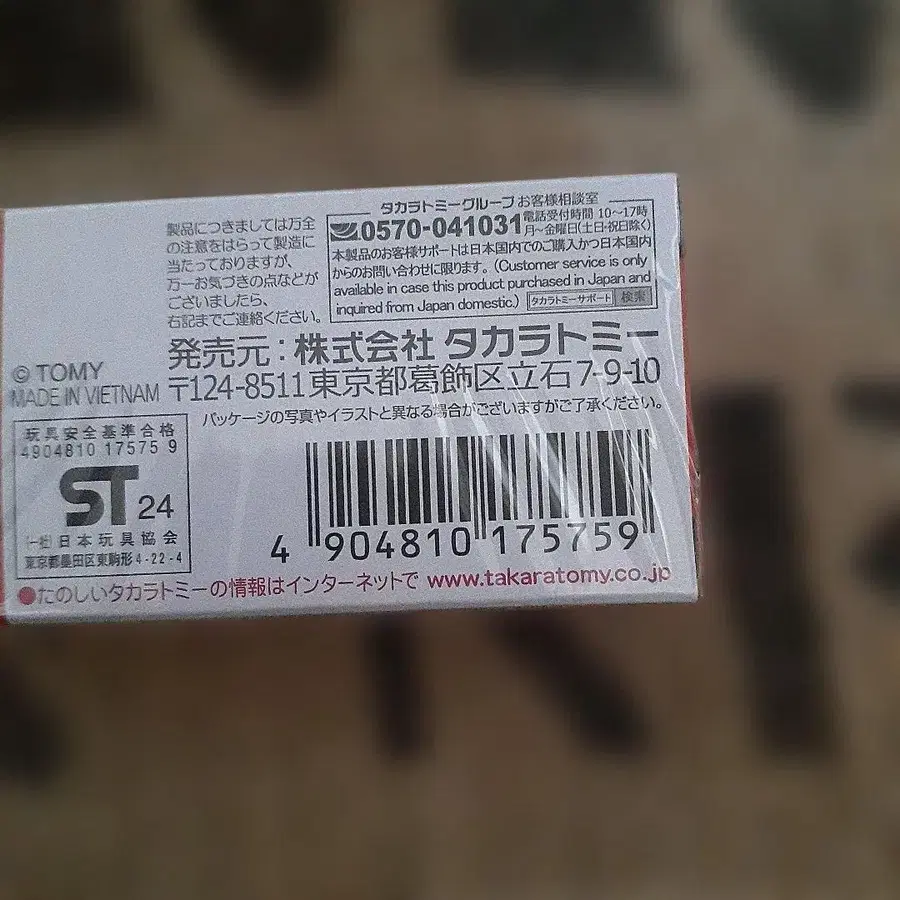 製品につきましては万全
の注意をはらって製造に
当たっておりますが、
万一お気づきの点などが
ございましたら、
右記までご連絡ください。
タカラトミーグループ お客様相談室
0570-041031
電話受付時間 10〜17時
月〜金曜日(土日・祝日除く)
本製品のお客様サポートは日本国内でのご購入かつ日本国内
からのお問い合わせに限ります。(Customer service is only
available in case this product purchased in Japan and
inquired from Japan domestic.) タカラトミーサポート 検索
発売元：株式会社 タカラトミー
〒124-8511東京都葛飾区立石7-9-10
© TOMY
MADE IN VIETNAM
パッケージの写真やイラストと異なる場合がございますがご了承ください。
玩具安全基準合格
4904810 17575 9
ST 24
(一社)日本玩具協会
東京都墨田区東駒形4-22-4
4 904810 175759
●たのしいタカラトミーの情報はインターネットで www.takaratomy.co.jp